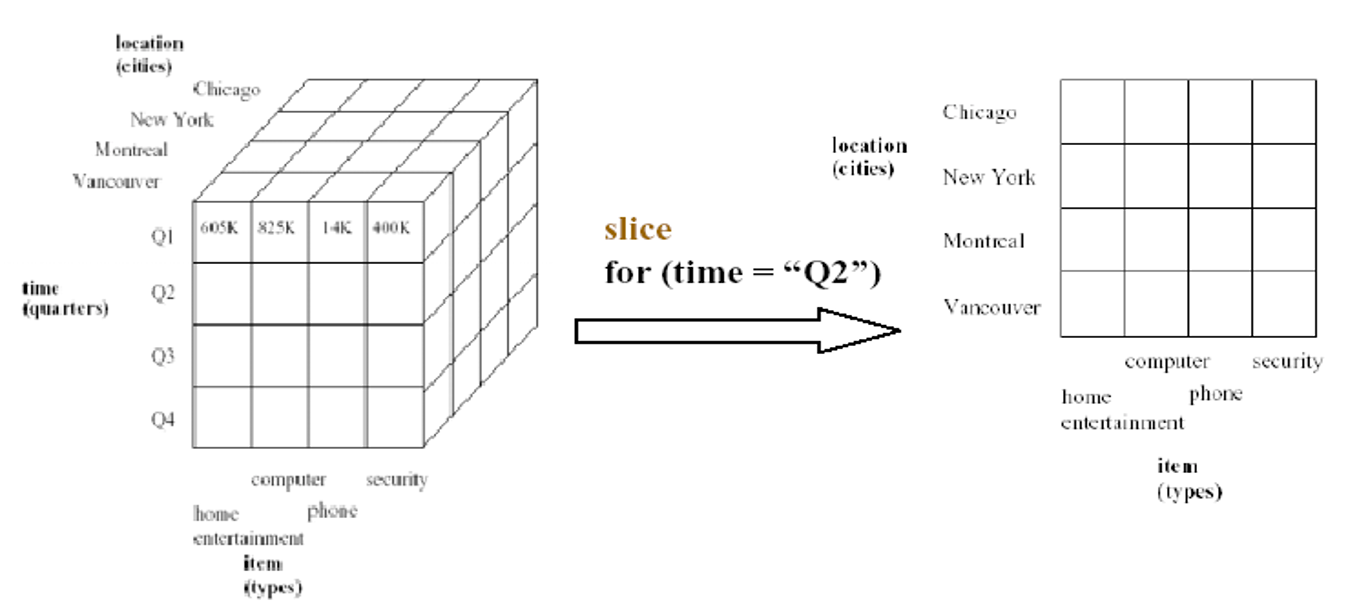 location
(cities)
Chicago
New York
Montreal
Vancouver
Q1 605K 825K 14K 400K
time
(quarters)
Q2
Q3
Q4
computer security
home phone
entertainment
item
(types)
slice
for (time = “Q2”)
location
(cities)
Chicago
New York
Montreal
Vancouver
computer security
home phone
entertainment
item
(types)